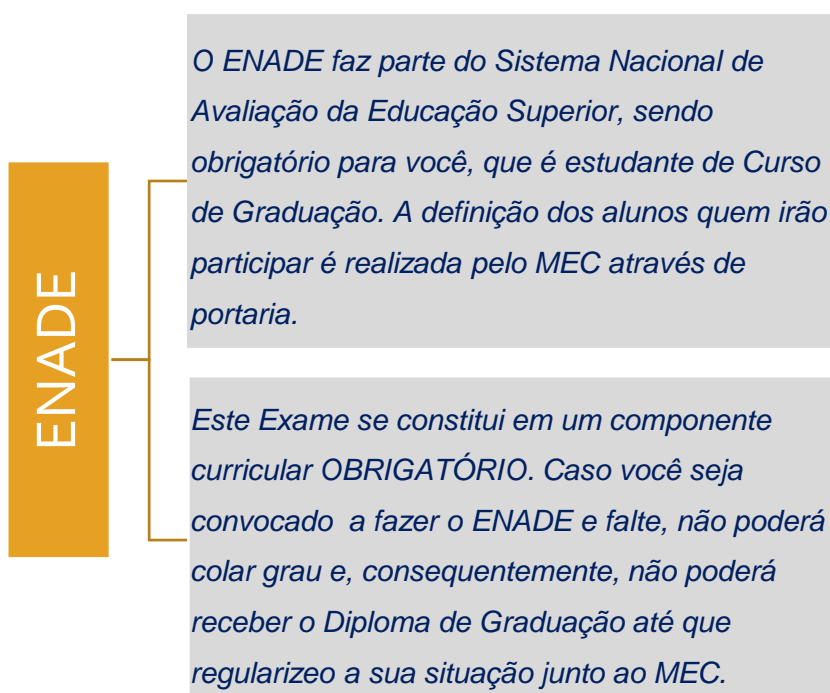 ENADE
O ENADE faz parte do Sistema Nacional de
Avaliação da Educação Superior, sendo
obrigatório para você, que é estudante de Curso
de Graduação. A definição dos alunos quem irão
participar é realizada pelo MEC através de
portaria.
Este Exame se constitui em um componente
curricular OBRIGATÓRIO. Caso você seja
convocado  a fazer o ENADE e falte, não poderá
colar grau e, consequentemente, não poderá
receber o Diploma de Graduação até que
regularizeo a sua situação junto ao MEC.